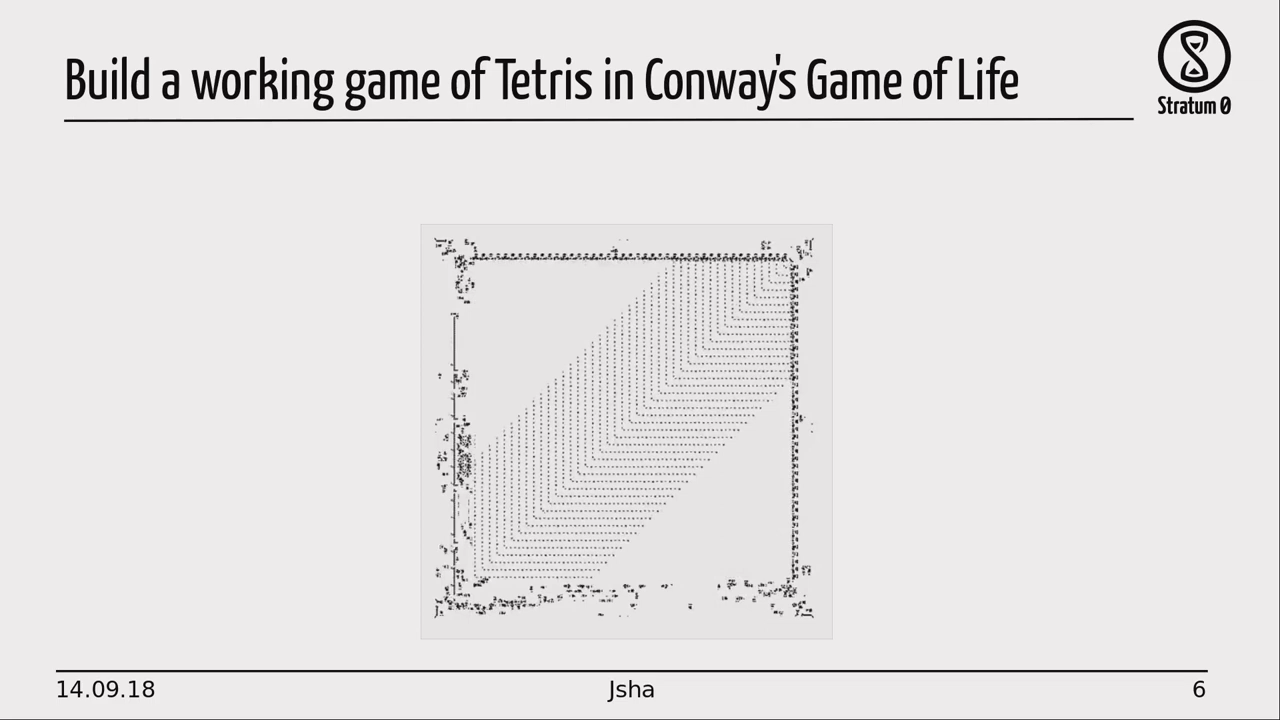 Build a working game of Tetris in Conway's Game of Life
Stratum 0
14.09.18
Jsha
6